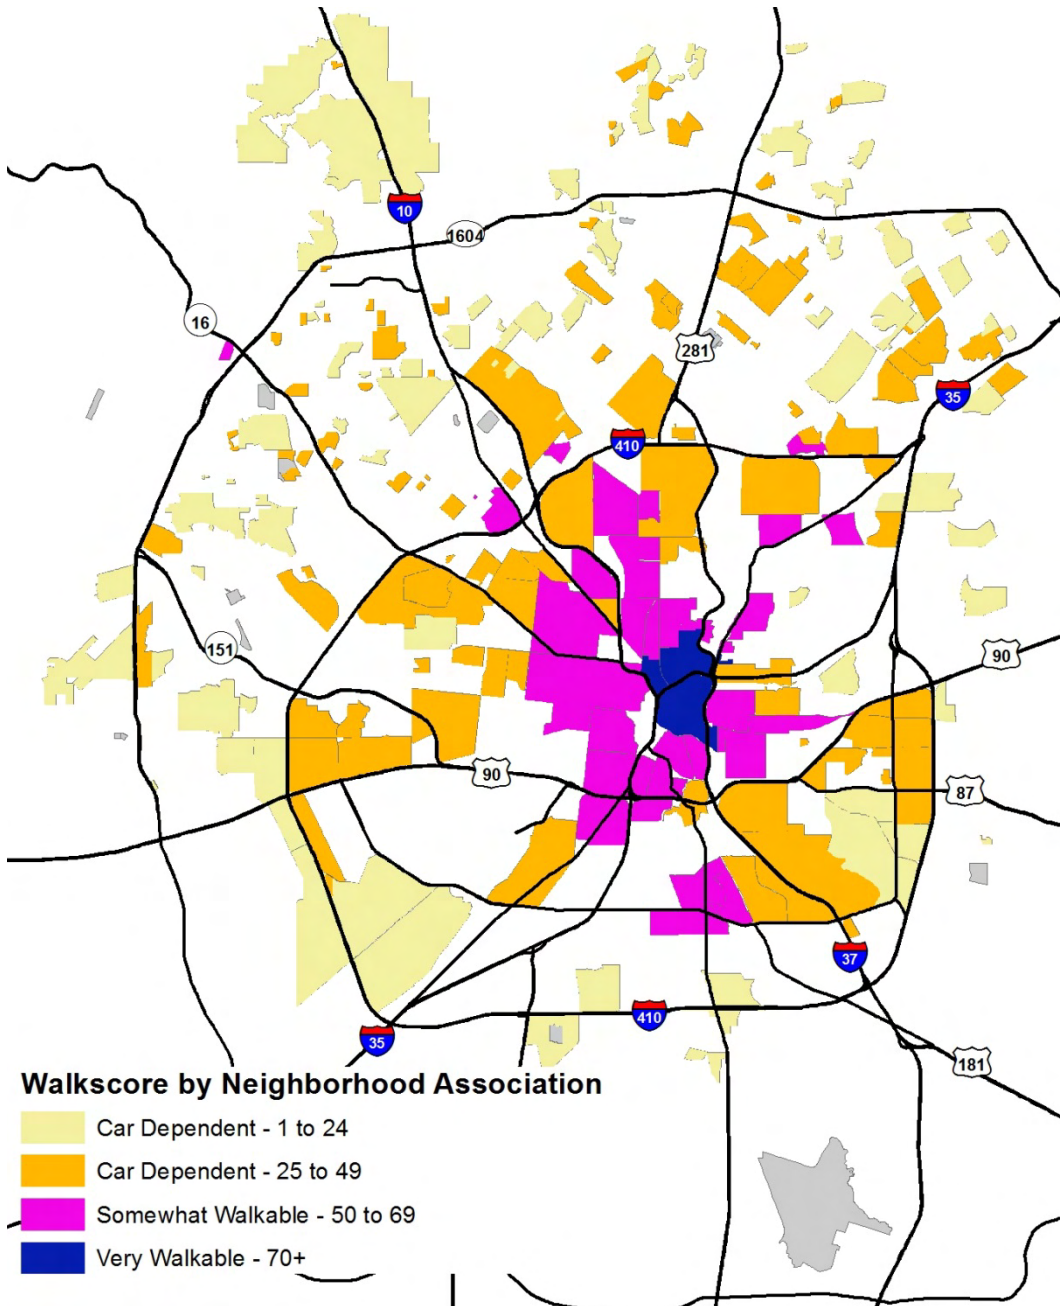 10
1604
16
281
35
410
151
90
90
87
37
410
35
181
Walkscore by Neighborhood Association
Car Dependent - 1 to 24
Car Dependent - 25 to 49
Somewhat Walkable - 50 to 69
Very Walkable - 70+